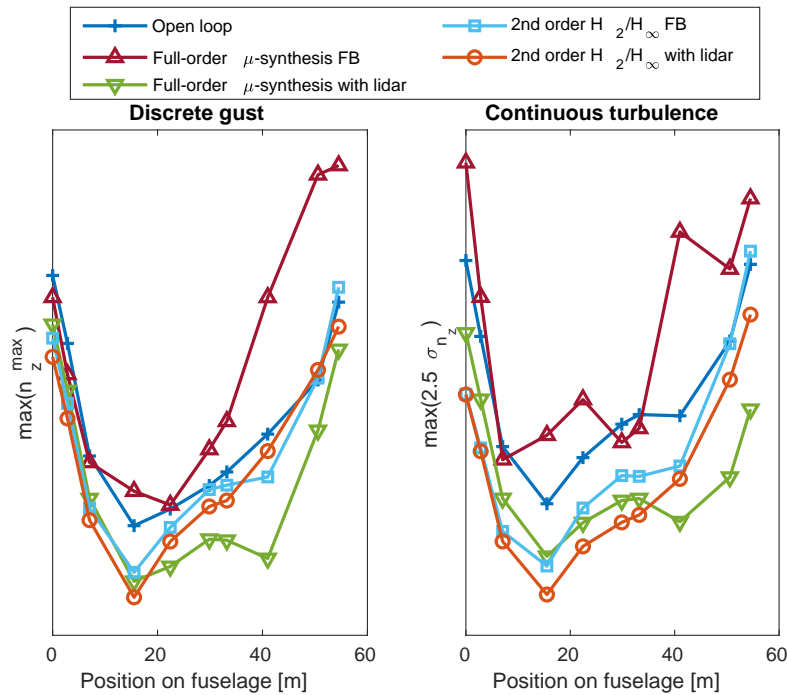 Open loop
Full-order μ-synthesis FB
Full-order μ-synthesis with lidar
2nd order H 2/H∞ FB
2nd order H 2/H∞ with lidar
Discrete gust
Continuous turbulence
max(n z max)
max(2.5 σ n z)
0 20 40 60
0 20 40 60
Position on fuselage [m]
Position on fuselage [m]